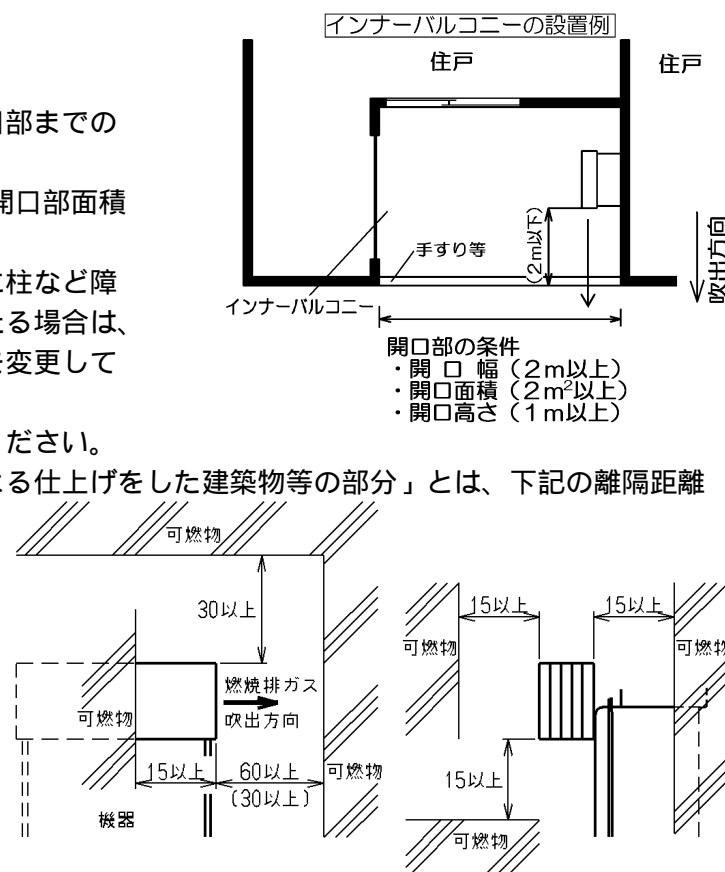 インナーバルコニーの設置例
住戸
住戸
口部までの
開口部面積
柱など障
る場合は、
変更して
ださい。
る仕上げをした建築物等の部分」とは、下記の離隔距離
(2m以下)
吹出方向
手すり等
インナーバルコニー
開口部の条件
・開 口 幅(2m以上)
・開口面積(2m²以上)
・開口高さ(1m以上)
可燃物
30以上
燃焼排ガス
吹出方向
可燃物
15以上
60以上
(30以上)
可燃物
機器
15以上
15以上
可燃物
可燃物
15以上
可燃物